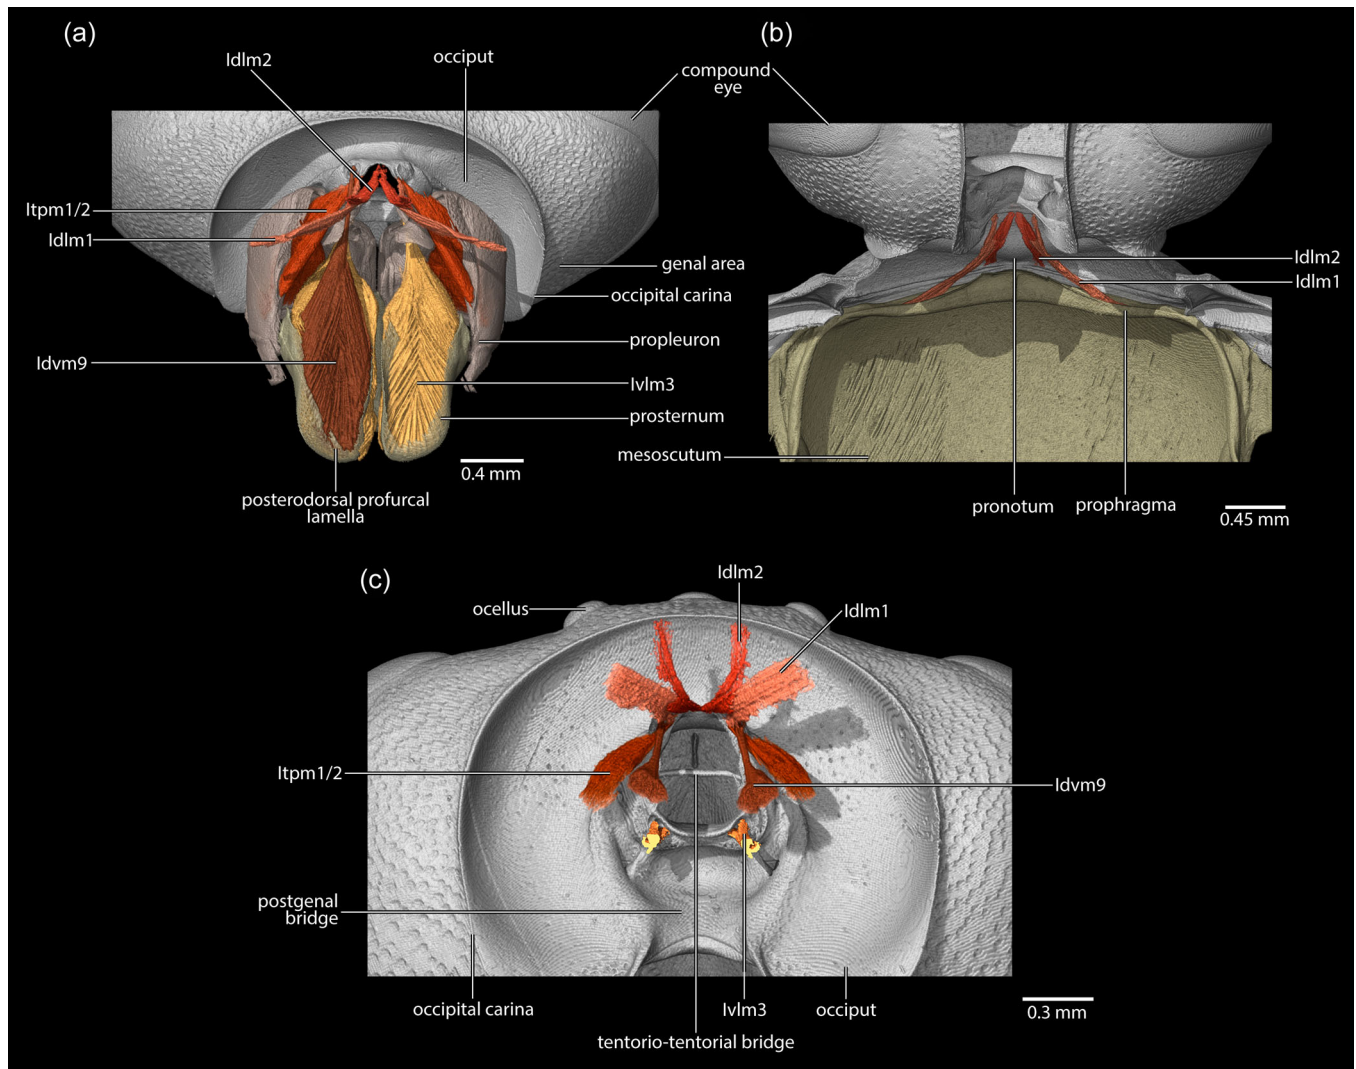 (a)
Idlm2
occiput
(b)
compound
eye
Itpm1/2
Idlm1
Idvm9
genal area
occipital carina
propleuron
Ivlm3
prosternum
0.4 mm
posterodorsal profurcal
lamella
Idlm2
Idlm1
mesoscutum
pronotum
prophragma
0.45 mm
(c)
Idlm2
ocellus
Idlm1
Itpm1/2
Idvm9
postgenal
bridge
occipital carina
Ivlm3
occiput
0.3 mm
tentorio-tentorial bridge